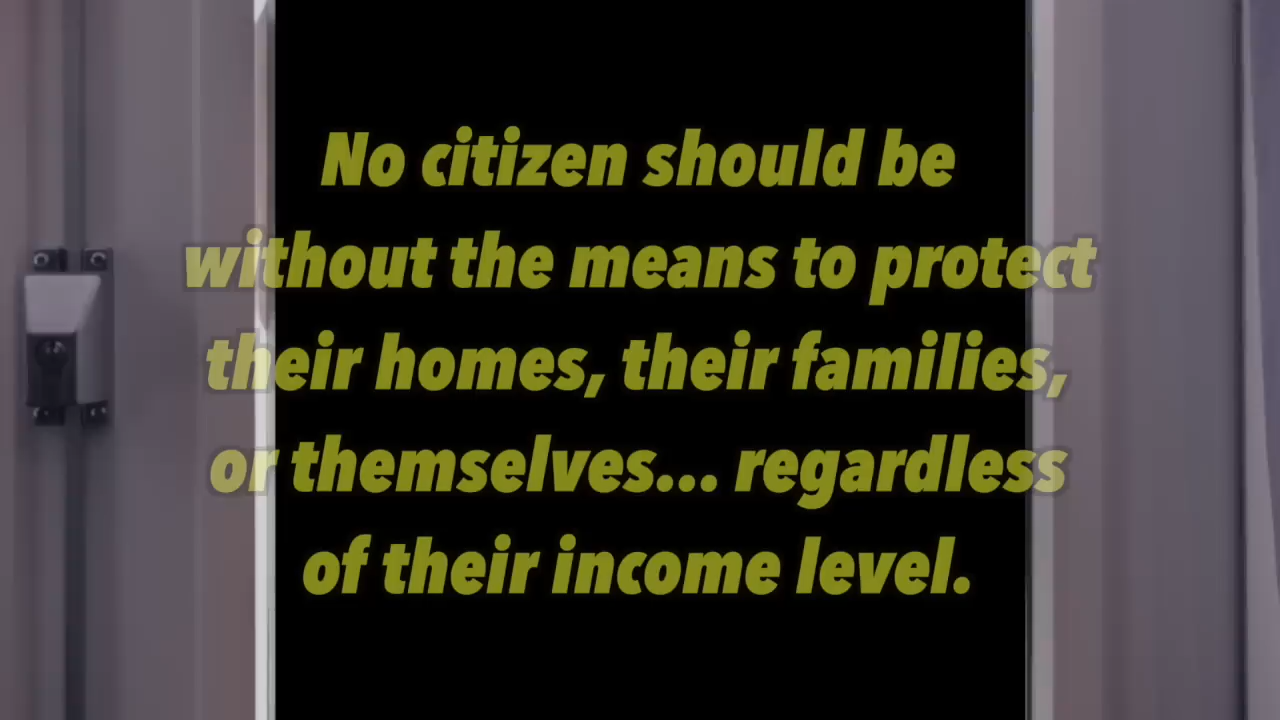 No citizen should be
without the means to protect
their homes, their families,
or themselves... regardless
of their income level.